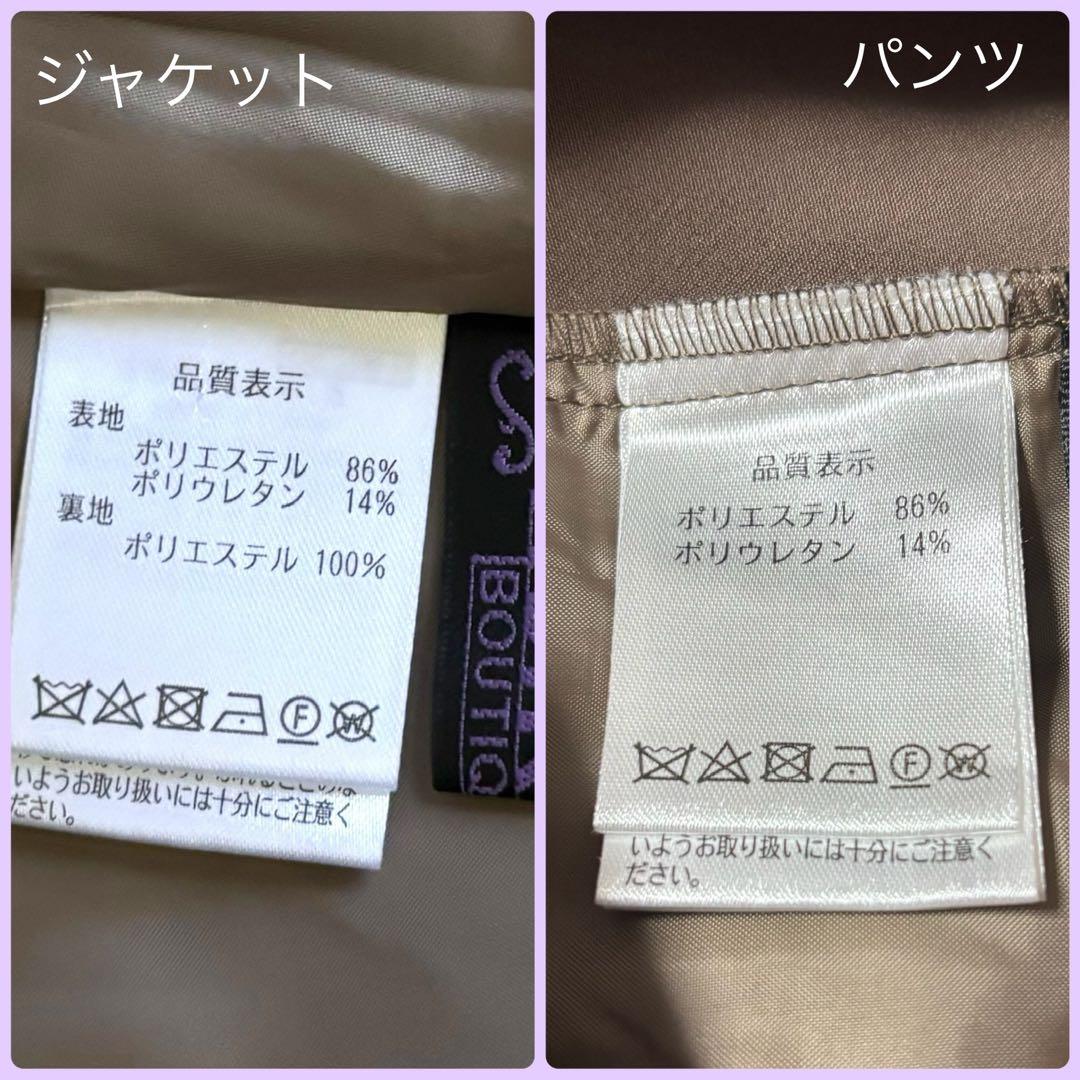 ジャケット
品質表示
表地
ポリエステル 86%
ポリウレタン 14%
裏地
ポリエステル 100%
F
W
いようお取り扱いには十分にご注意く
ださい。
BOUTIQ
パンツ
品質表示
ポリエステル 86%
ポリウレタン 14%
F
W
いようお取り扱いには十分にご注意く
ださい。